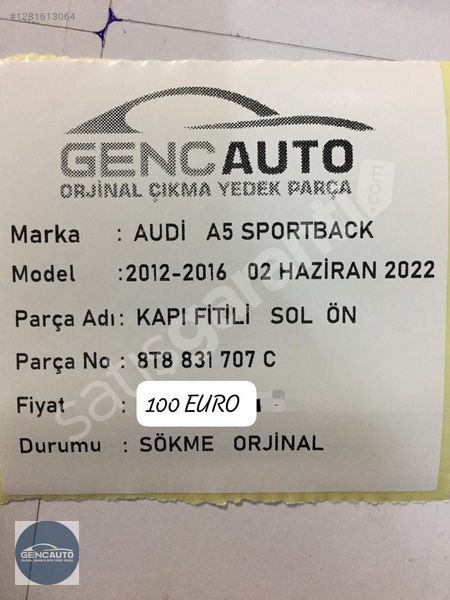 #1281613064
GENCAUTO
ORJİNAL ÇIKMA YEDEK PARÇA
Marka : AUDİ A5 SPORTBACK
Model : 2012-2016 02 HAZİRAN 2022
Parça Adı : KAPI FİTİLİ SOL ÖN
Parça No : 8T8 831 707 C
Fiyat : 100 EURO
Durumu : SÖKME ORJİNAL
satısgaranti.com
GENCAUTO